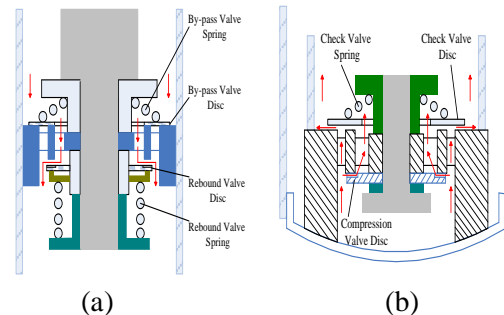 By-pass Valve
Spring
By-pass Valve
Disc
Rebound Valve
Disc
Rebound Valve
Spring
(a)
Check Valve
Spring
Check Valve
Disc
Compression
Valve Disc
(b)